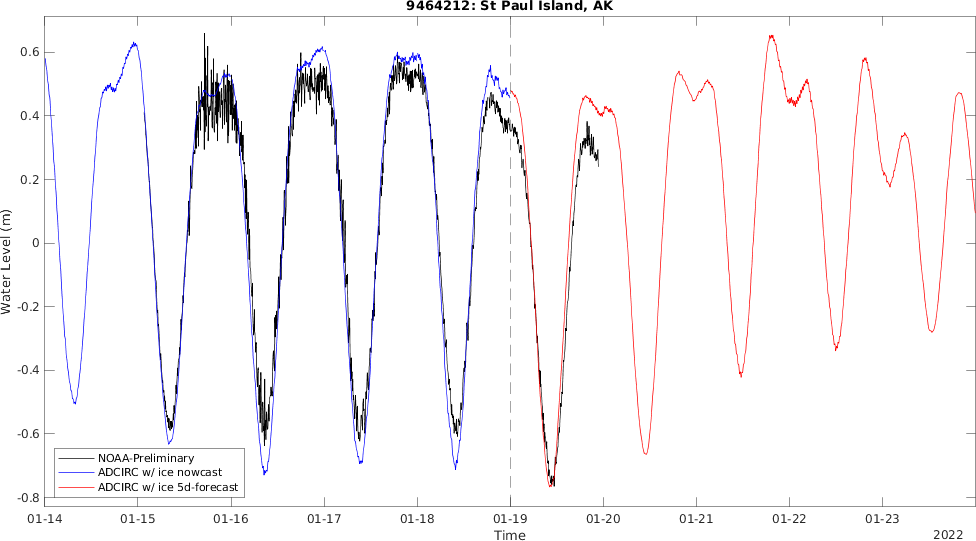 9464212: St Paul Island, AK
Water Level (m)
0.6
0.4
0.2
0
-0.2
-0.4
-0.6
-0.8
NOAA-Preliminary
ADCIRC w/ ice nowcast
ADCIRC w/ ice 5d-forecast
01-14 01-15 01-16 01-17 01-18 01-19 01-20 01-21 01-22 01-23
Time
2022